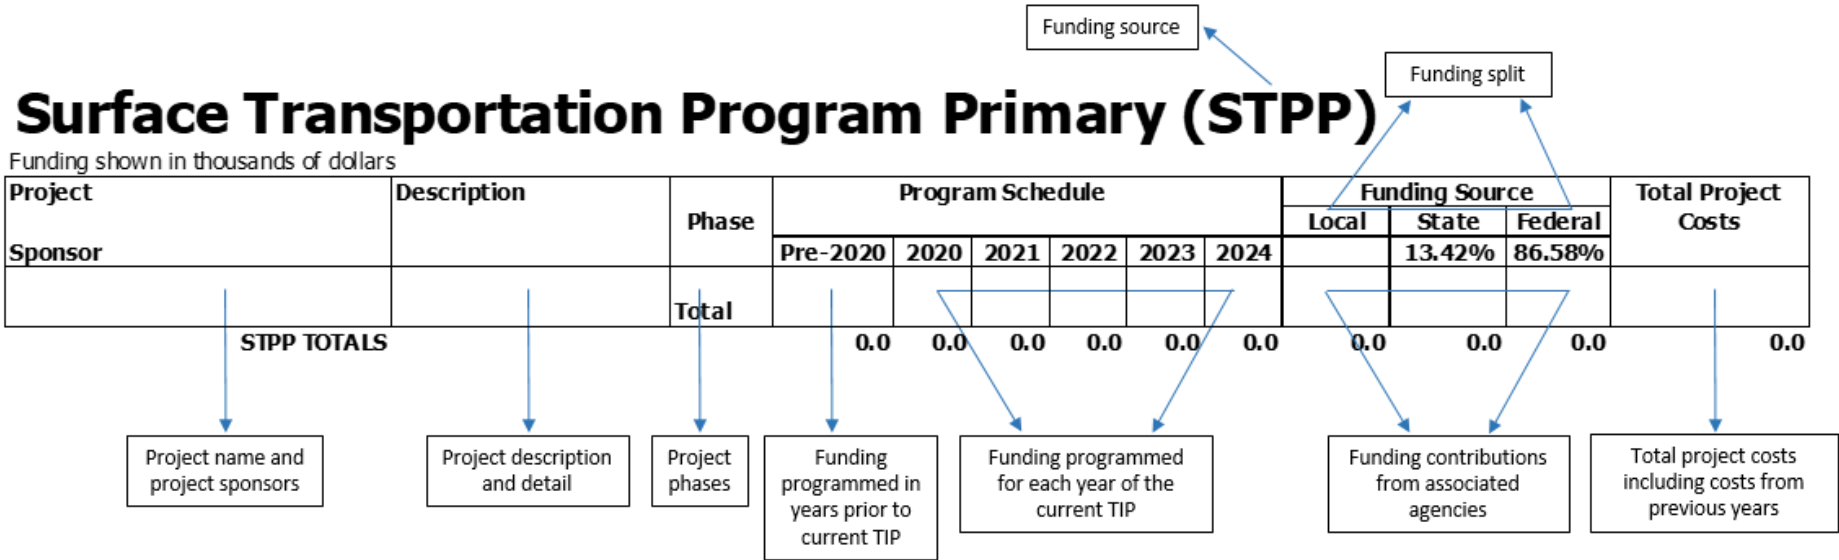 Funding source
Funding split
Surface Transportation Program Primary (STPP)
Funding shown in thousands of dollars
Project Description Program Schedule Funding Source Total Project
Phase Local State Federal Costs
Sponsor Pre-2020 2020 2021 2022 2023 2024 13.42% 86.58%
Total
STPP TOTALS 0.0 0.0 0.0 0.0 0.0 0.0 0.0 0.0 0.0 0.0
Project name and
project sponsors
Project description
and detail
Project
phases
Funding
programmed in
years prior to
current TIP
Funding programmed
for each year of the
current TIP
Funding contributions
from associated
agencies
Total project costs
including costs from
previous years